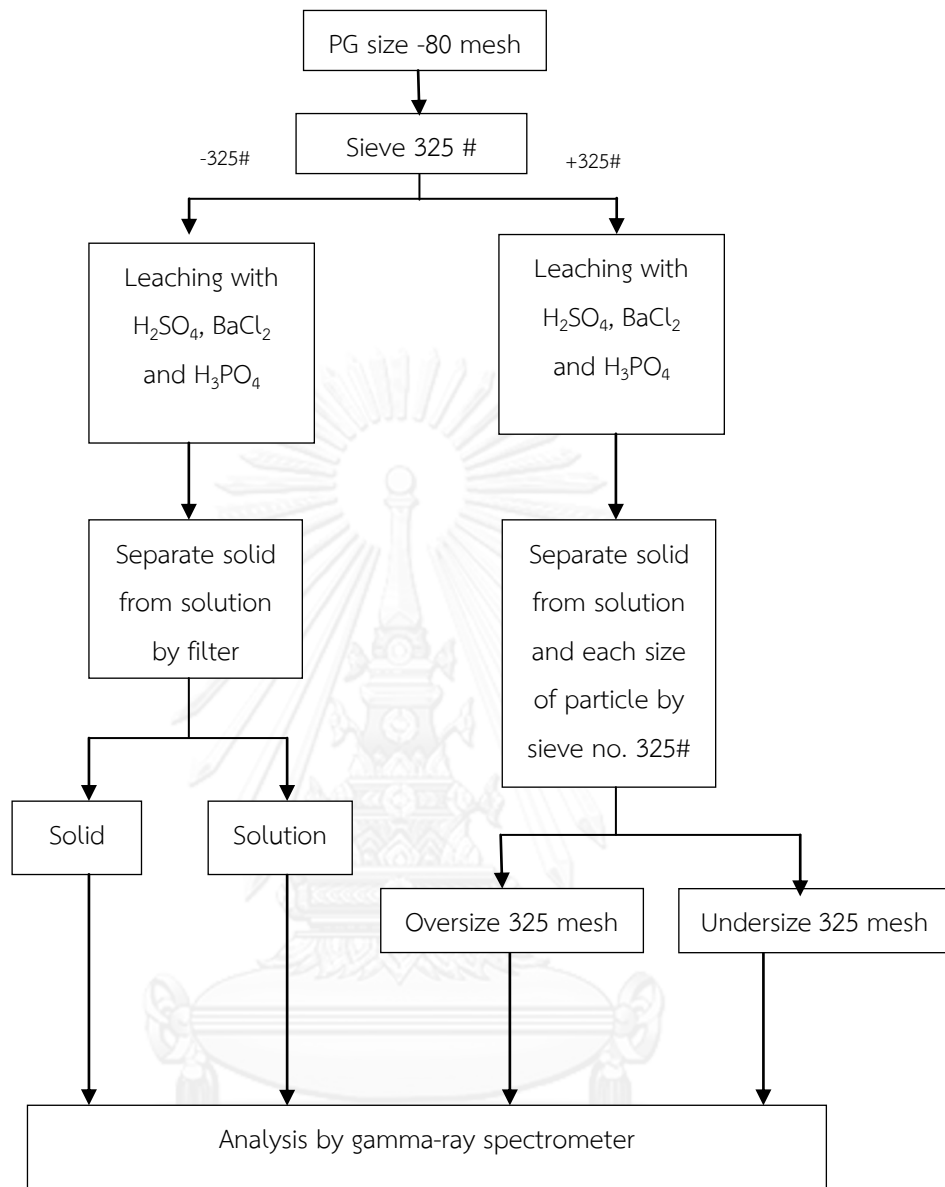 PG size -80 mesh
Sieve 325 #
-325#
+325#
Leaching with
H₂SO₄, BaCl₂
and H₃PO₄
Leaching with
H₂SO₄, BaCl₂
and H₃PO₄
Separate solid
from solution
by filter
Separate solid
from solution
and each size
of particle by
sieve no. 325#
Solid
Solution
Oversize 325 mesh
Undersize 325 mesh
Analysis by gamma-ray spectrometer